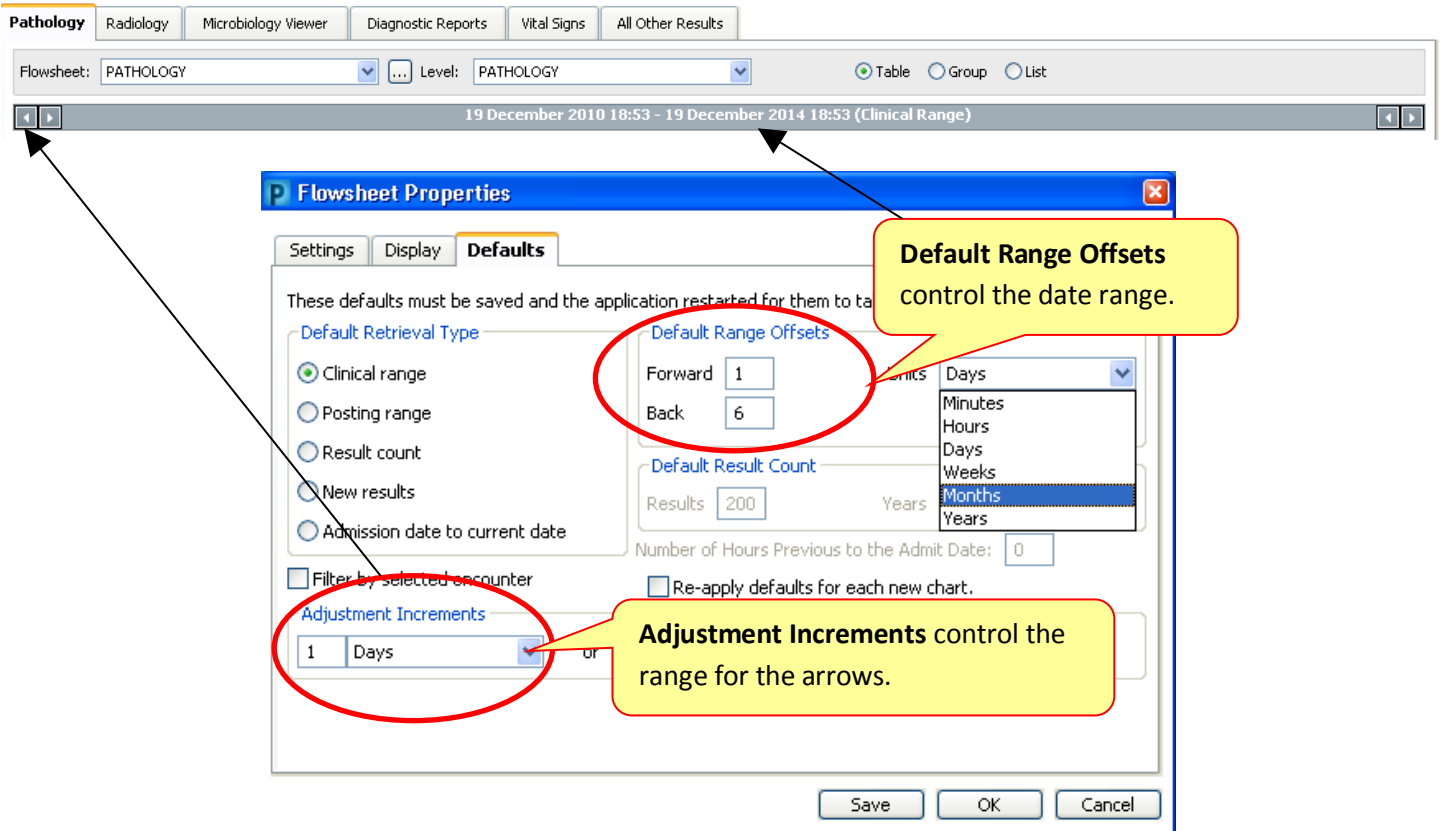 Pathology Radiology Microbiology Viewer Diagnostic Reports Vital Signs All Other Results
Flowsheet: PATHOLOGY ... Level: PATHOLOGY Table Group List
19 December 2010 18:53 - 19 December 2014 18:53 (Clinical Range)
P Flowsheet Properties
Settings Display Defaults
Default Range Offsets
control the date range.
These defaults must be saved and the application restarted for them to ta
Default Retrieval Type
Clinical range
Posting range
Result count
New results
Admission date to current date
Default Range Offsets
Forward 1 Units Days
Back 6
Minutes
Hours
Days
Weeks
Months
Years
Default Result Count
Results 200 Years
Number of Hours Previous to the Admit Date: 0
Filter by selected encounter
Re-apply defaults for each new chart.
Adjustment Increments
1 Days or
Adjustment Increments control the
range for the arrows.
Save OK Cancel